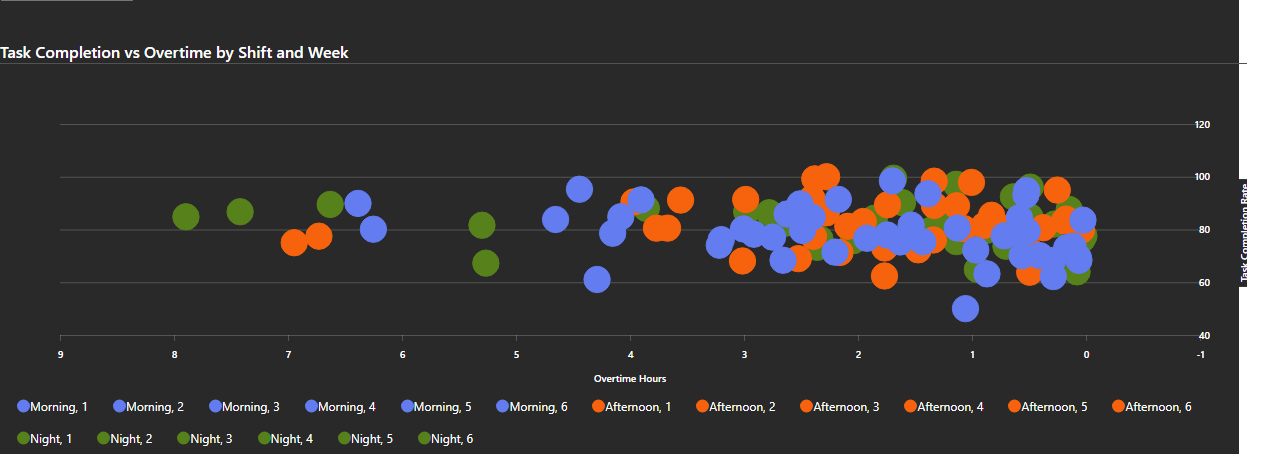 Task Completion vs Overtime by Shift and Week
120
100
80
60
40
Task Completion Rate
9 8 7 6 5 4 3 2 1 0 -1
Overtime Hours
Morning, 1 Morning, 2 Morning, 3 Morning, 4 Morning, 5 Morning, 6 Afternoon, 1 Afternoon, 2 Afternoon, 3 Afternoon, 4 Afternoon, 5 Afternoon, 6
Night, 1 Night, 2 Night, 3 Night, 4 Night, 5 Night, 6